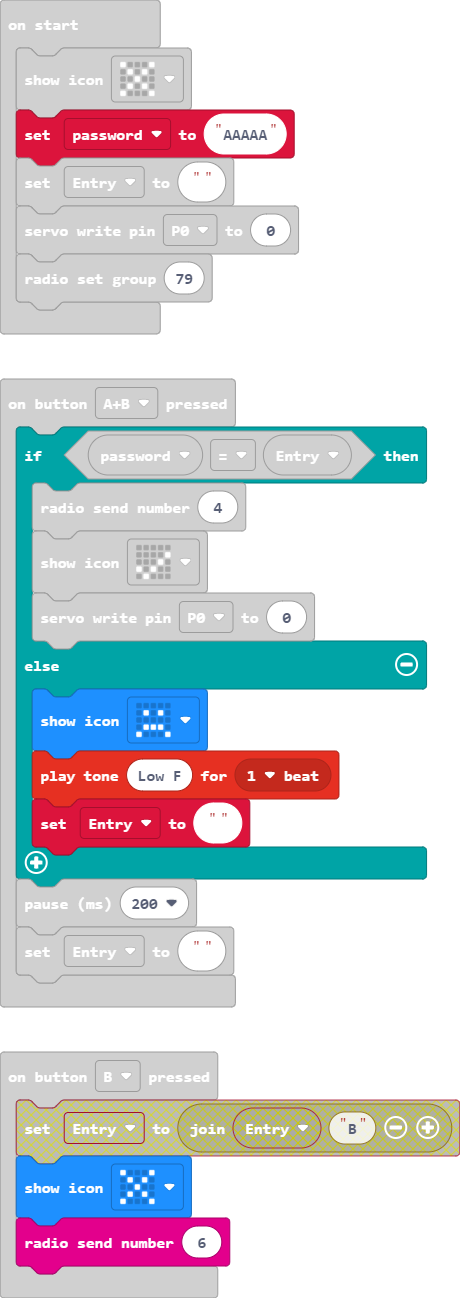 on start
show icon
set password to "AAAAA"
set Entry to " "
servo write pin P0 to 0
radio set group 79
on button A+B pressed
if password = Entry then
radio send number 4
show icon
servo write pin P0 to 0
else
show icon
play tone Low F for 1 beat
set Entry to " "
pause (ms) 200
set Entry to " "
on button B pressed
set Entry to join Entry "B"
show icon
radio send number 6